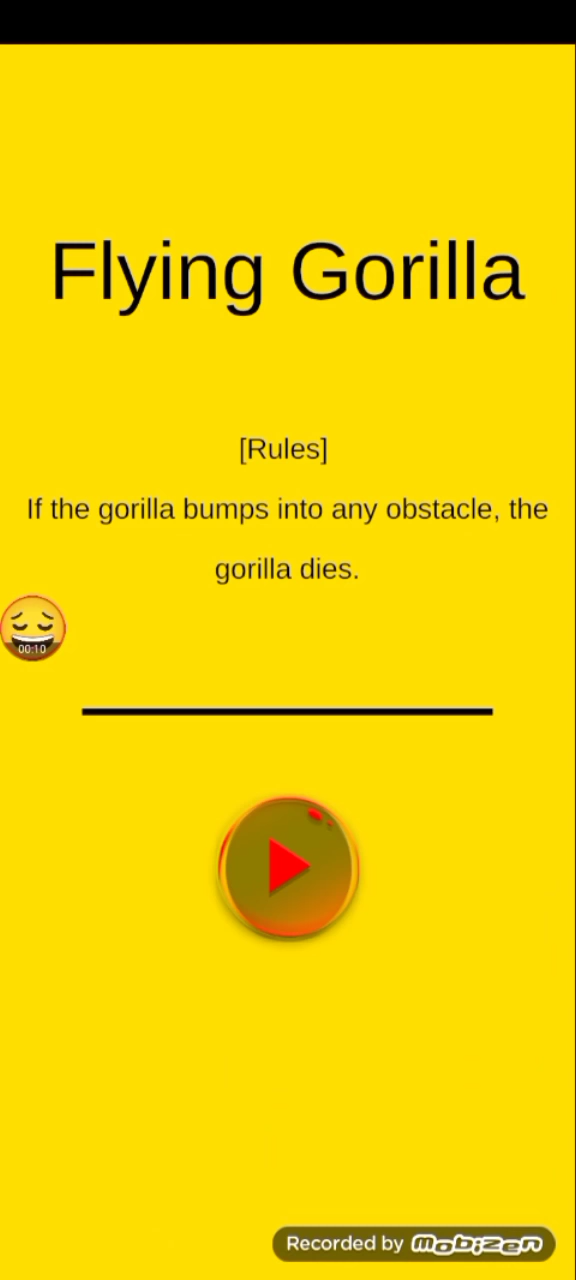 Flying Gorilla
[Rules]
If the gorilla bumps into any obstacle, the
gorilla dies.
00:10
Recorded by mobizen